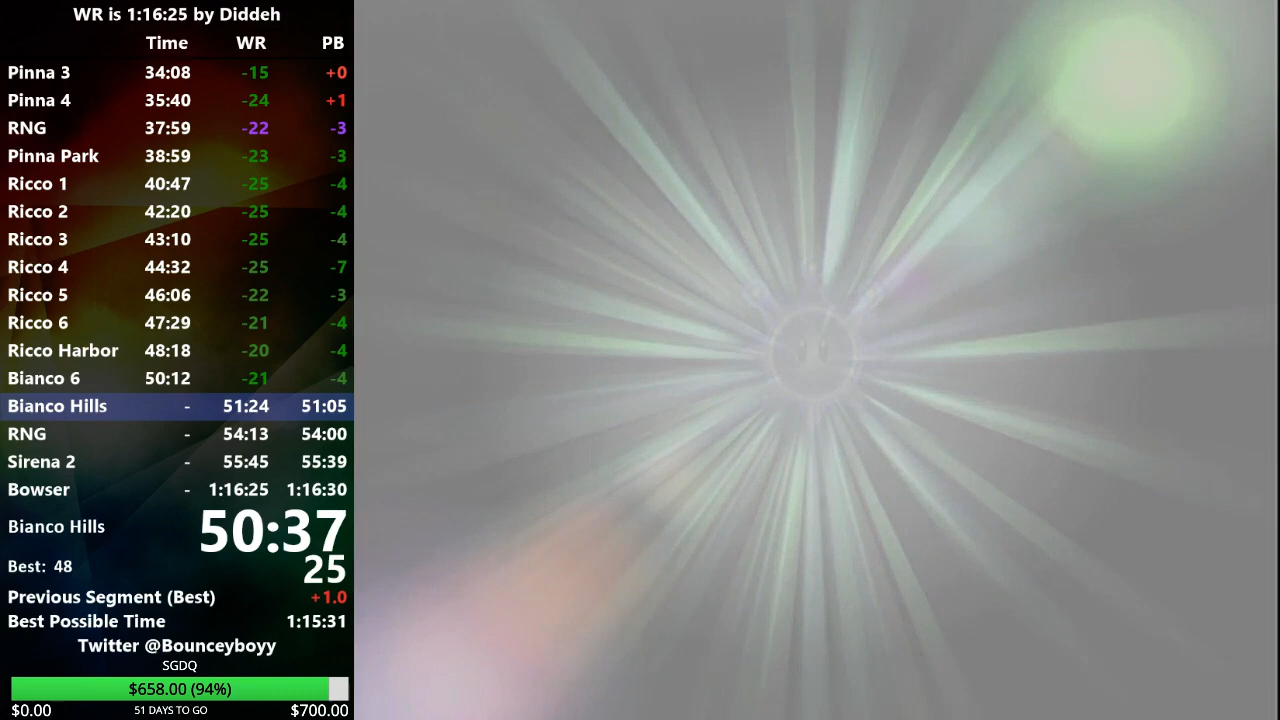 WR is 1:16:25 by Diddeh
Time WR PB
Pinna 3 34:08 -15 +0
Pinna 4 35:40 -24 +1
RNG 37:59 -22 -3
Pinna Park 38:59 -23 -3
Ricco 1 40:47 -25 -4
Ricco 2 42:20 -25 -4
Ricco 3 43:10 -25 -4
Ricco 4 44:32 -25 -7
Ricco 5 46:06 -22 -3
Ricco 6 47:29 -21 -4
Ricco Harbor 48:18 -20 -4
Bianco 6 50:12 -21 -4
Bianco Hills - 51:24 51:05
RNG - 54:13 54:00
Sirena 2 - 55:45 55:39
Bowser - 1:16:25 1:16:30
Bianco Hills 50:37
Best: 48 25
Previous Segment (Best) +1.0
Best Possible Time 1:15:31
Twitter @Bounceyboyy
SGDQ
$658.00 (94%)
$0.00 51 DAYS TO GO $700.00